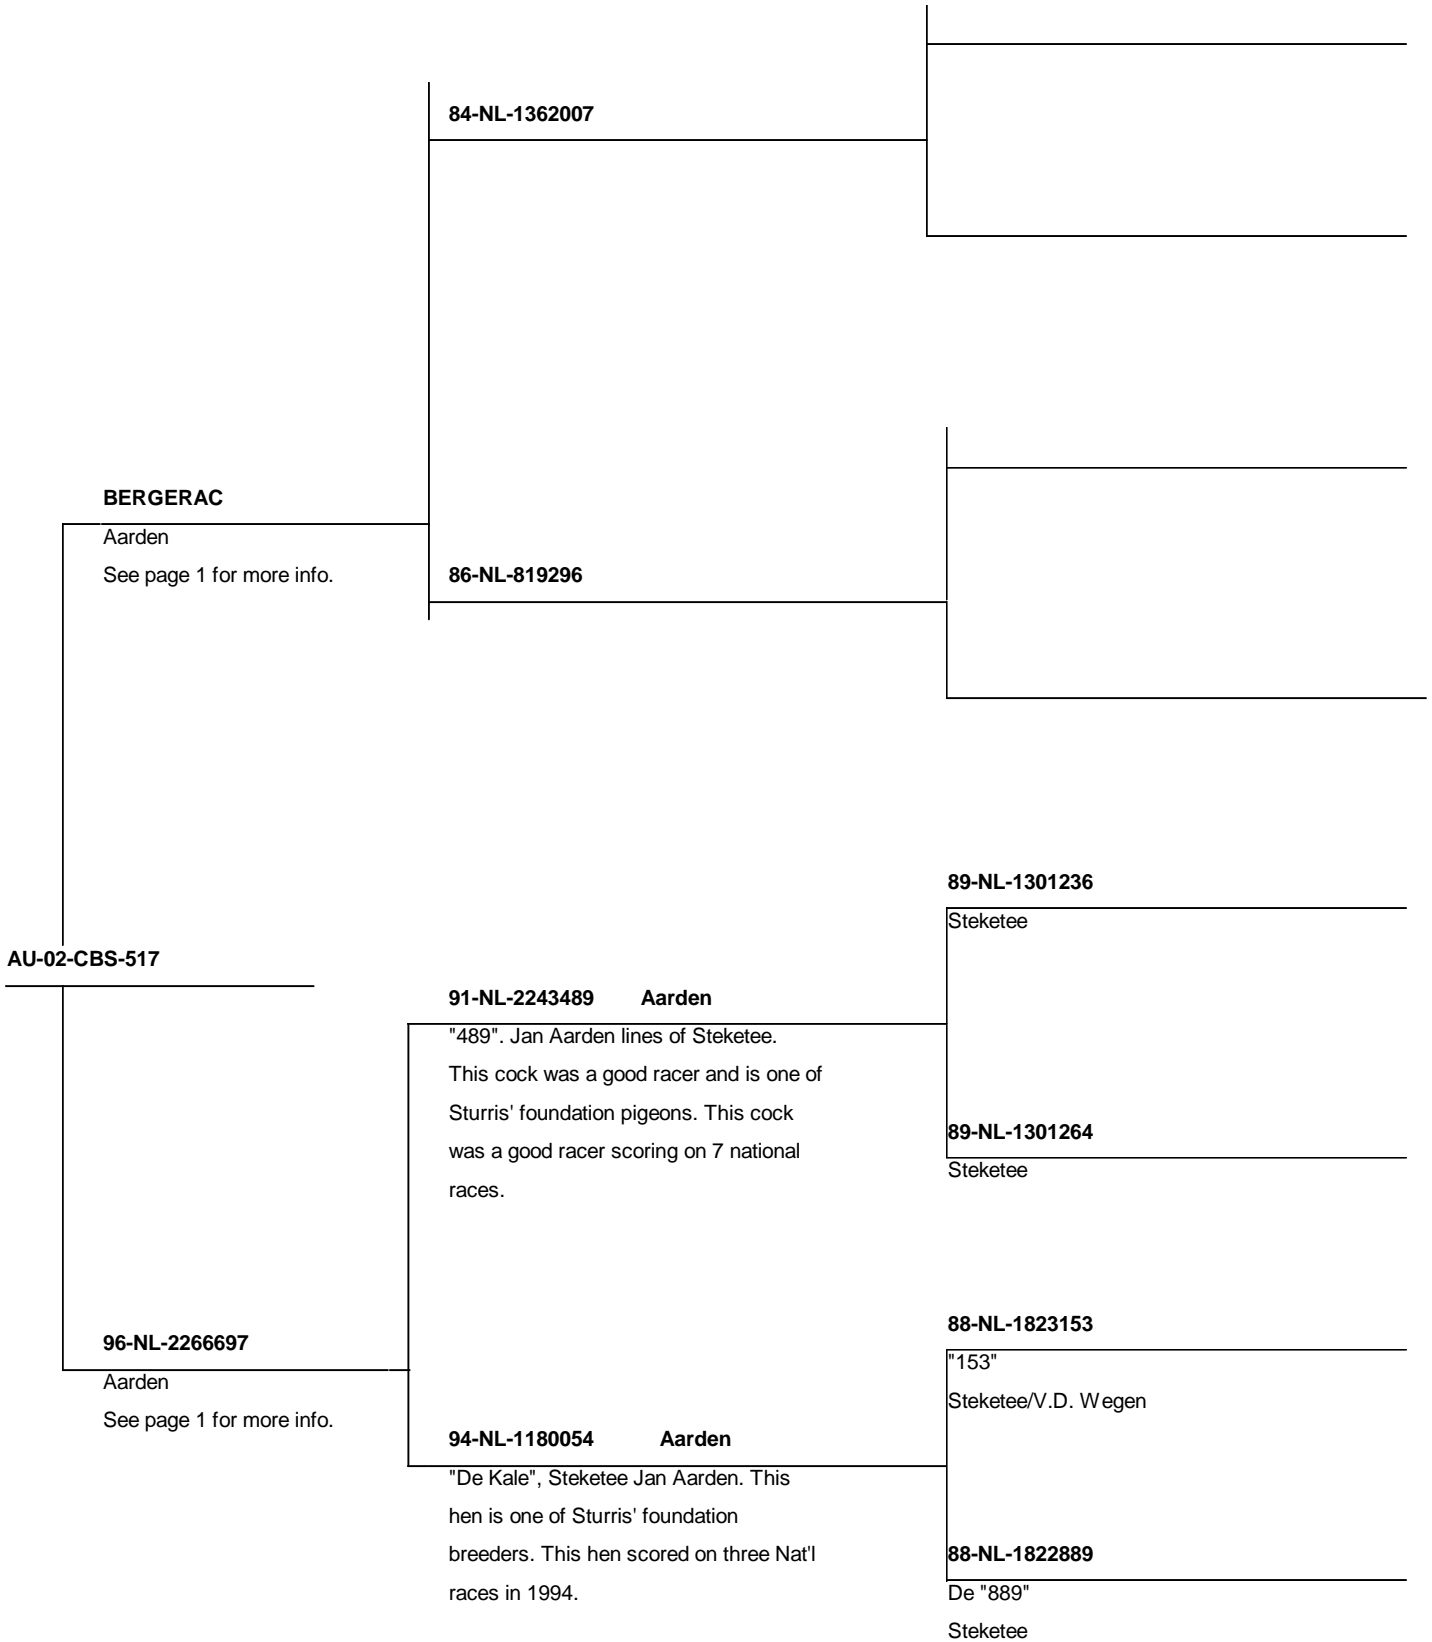 84-NL-1362007
BERGERAC
Aarden
See page 1 for more info.
86-NL-819296
89-NL-1301236
Steketee
AU-02-CBS-517
91-NL-2243489 Aarden
"489". Jan Aarden lines of Steketee.
This cock was a good racer and is one of
Sturris' foundation pigeons. This cock
was a good racer scoring on 7 national
races.
89-NL-1301264
Steketee
96-NL-2266697
Aarden
See page 1 for more info.
88-NL-1823153
"153"
Steketee/V.D. Wegen
94-NL-1180054 Aarden
"De Kale", Steketee Jan Aarden. This
hen is one of Sturris' foundation
breeders. This hen scored on three Nat'l
races in 1994.
88-NL-1822889
De "889"
Steketee